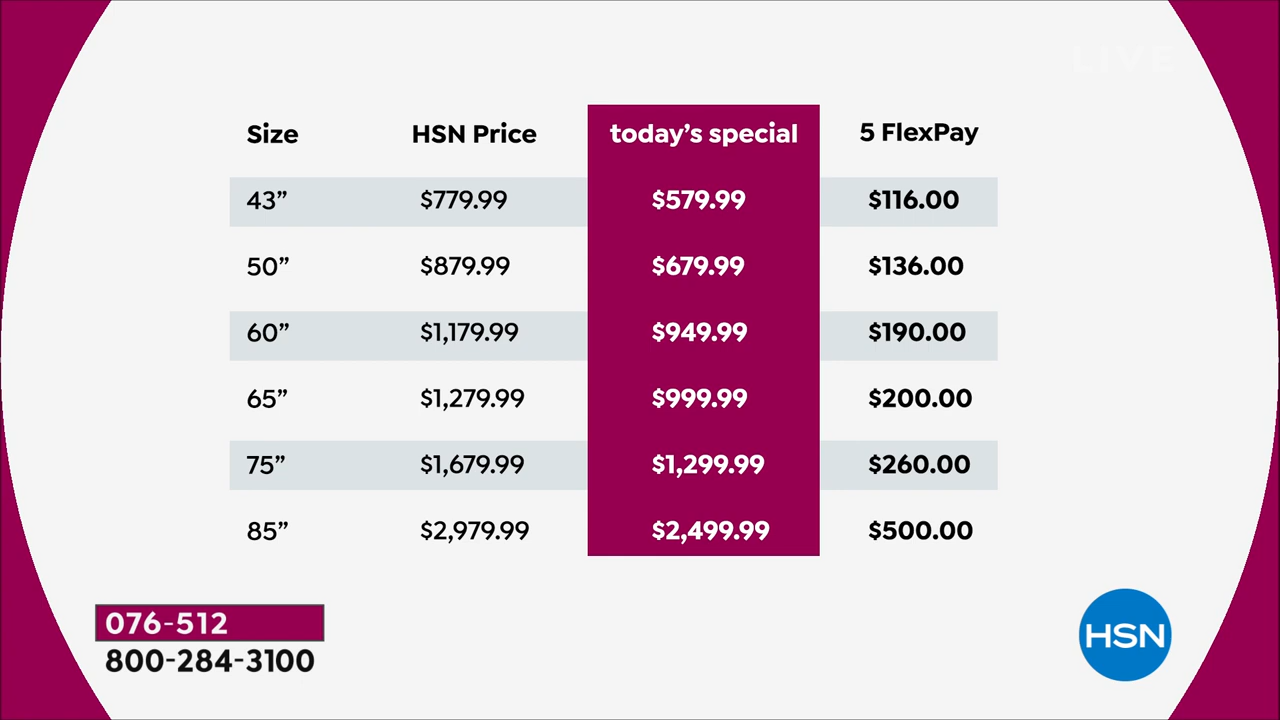 LIVE
Size HSN Price today's special 5 FlexPay
43” $779.99 $579.99 $116.00
50” $879.99 $679.99 $136.00
60” $1,179.99 $949.99 $190.00
65” $1,279.99 $999.99 $200.00
75” $1,679.99 $1,299.99 $260.00
85” $2,979.99 $2,499.99 $500.00
076-512
800-284-3100
HSN